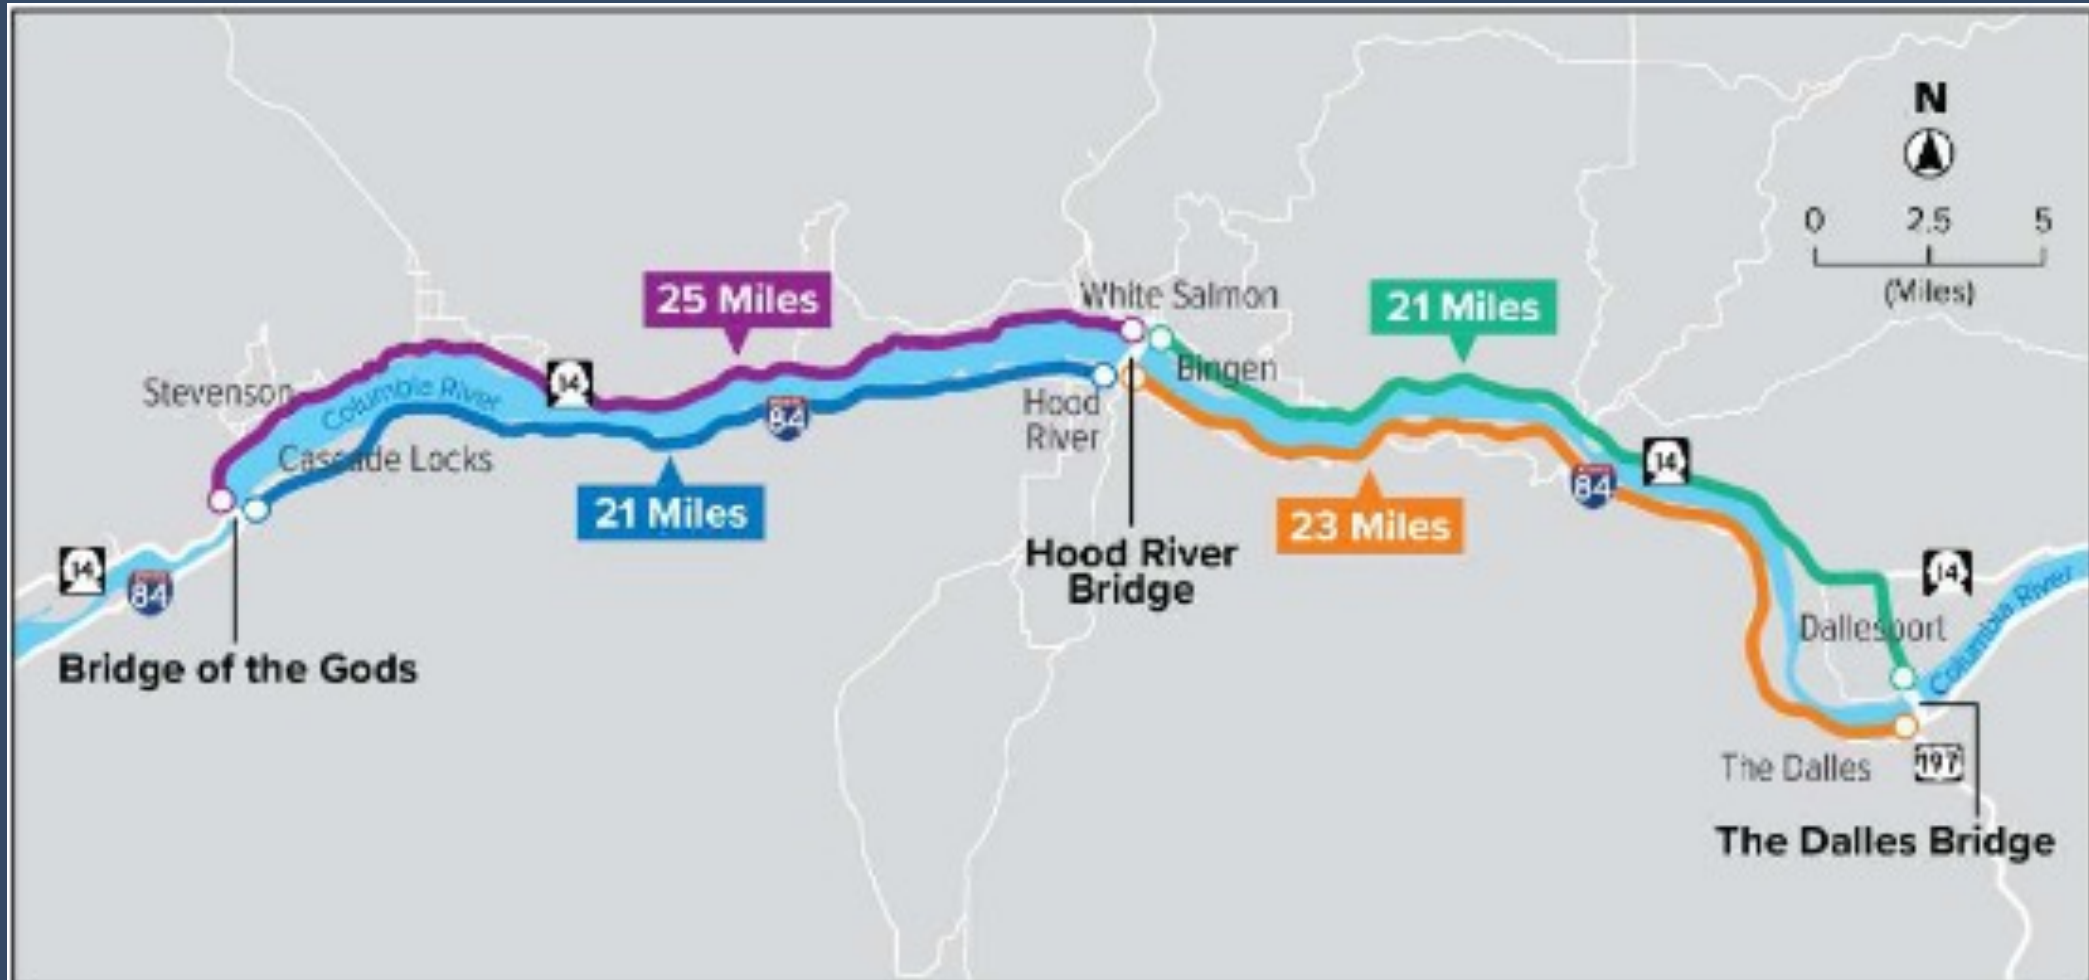 N
0 2.5 5
(Miles)
25 Miles
White Salmon
21 Miles
Stevenson
14
Columbia River
84
Bingen
Hood
River
Cascade Locks
21 Miles
14
84
23 Miles
Hood River
Bridge
14
84
14
Dallesport
Columbia River
Bridge of the Gods
The Dalles
197
The Dalles Bridge